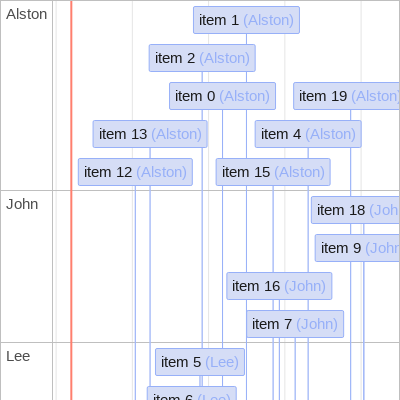 Alston
item 1 (Alston)
item 2 (Alston)
item 0 (Alston)
item 19 (Alston)
item 13 (Alston)
item 4 (Alston)
item 12 (Alston)
item 15 (Alston)
John
item 18 (Joh
item 9 (John
item 16 (John)
item 7 (John)
Lee
item 5 (Lee)
item 6 (Lee)